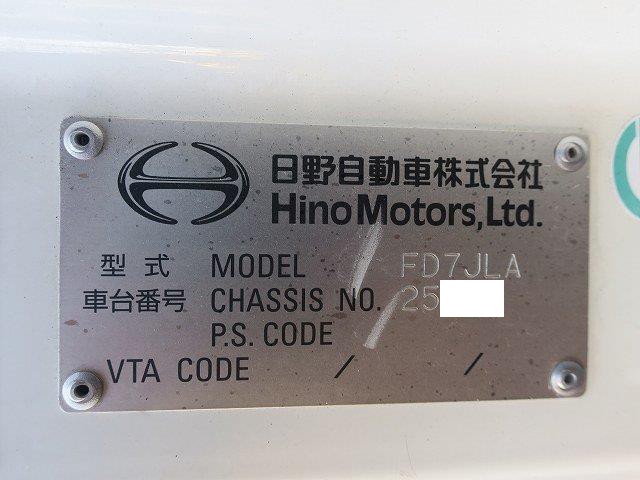 日野自動車株式会社
Hino Motors, Ltd.
型式 MODEL FD7JLA
車台番号 CHASSIS NO. 25
P.S. CODE
VTA CODE / /